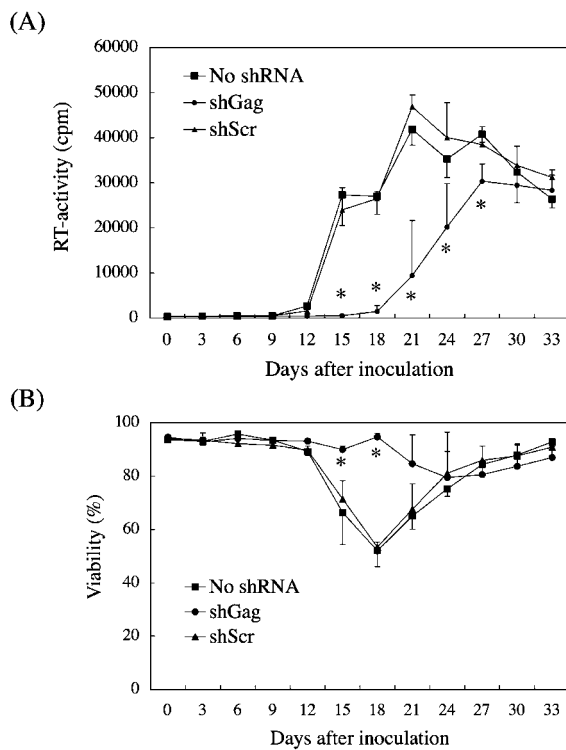 (A)
60000
50000
40000
30000
20000
10000
0
RT-activity (cpm)
No shRNA
shGag
shScr
* * * * *
0 3 6 9 12 15 18 21 24 27 30 33
Days after inoculation
(B)
100
80
60
40
20
0
Viability (%)
* *
No shRNA
shGag
shScr
0 3 6 9 12 15 18 21 24 27 30 33
Days after inoculation